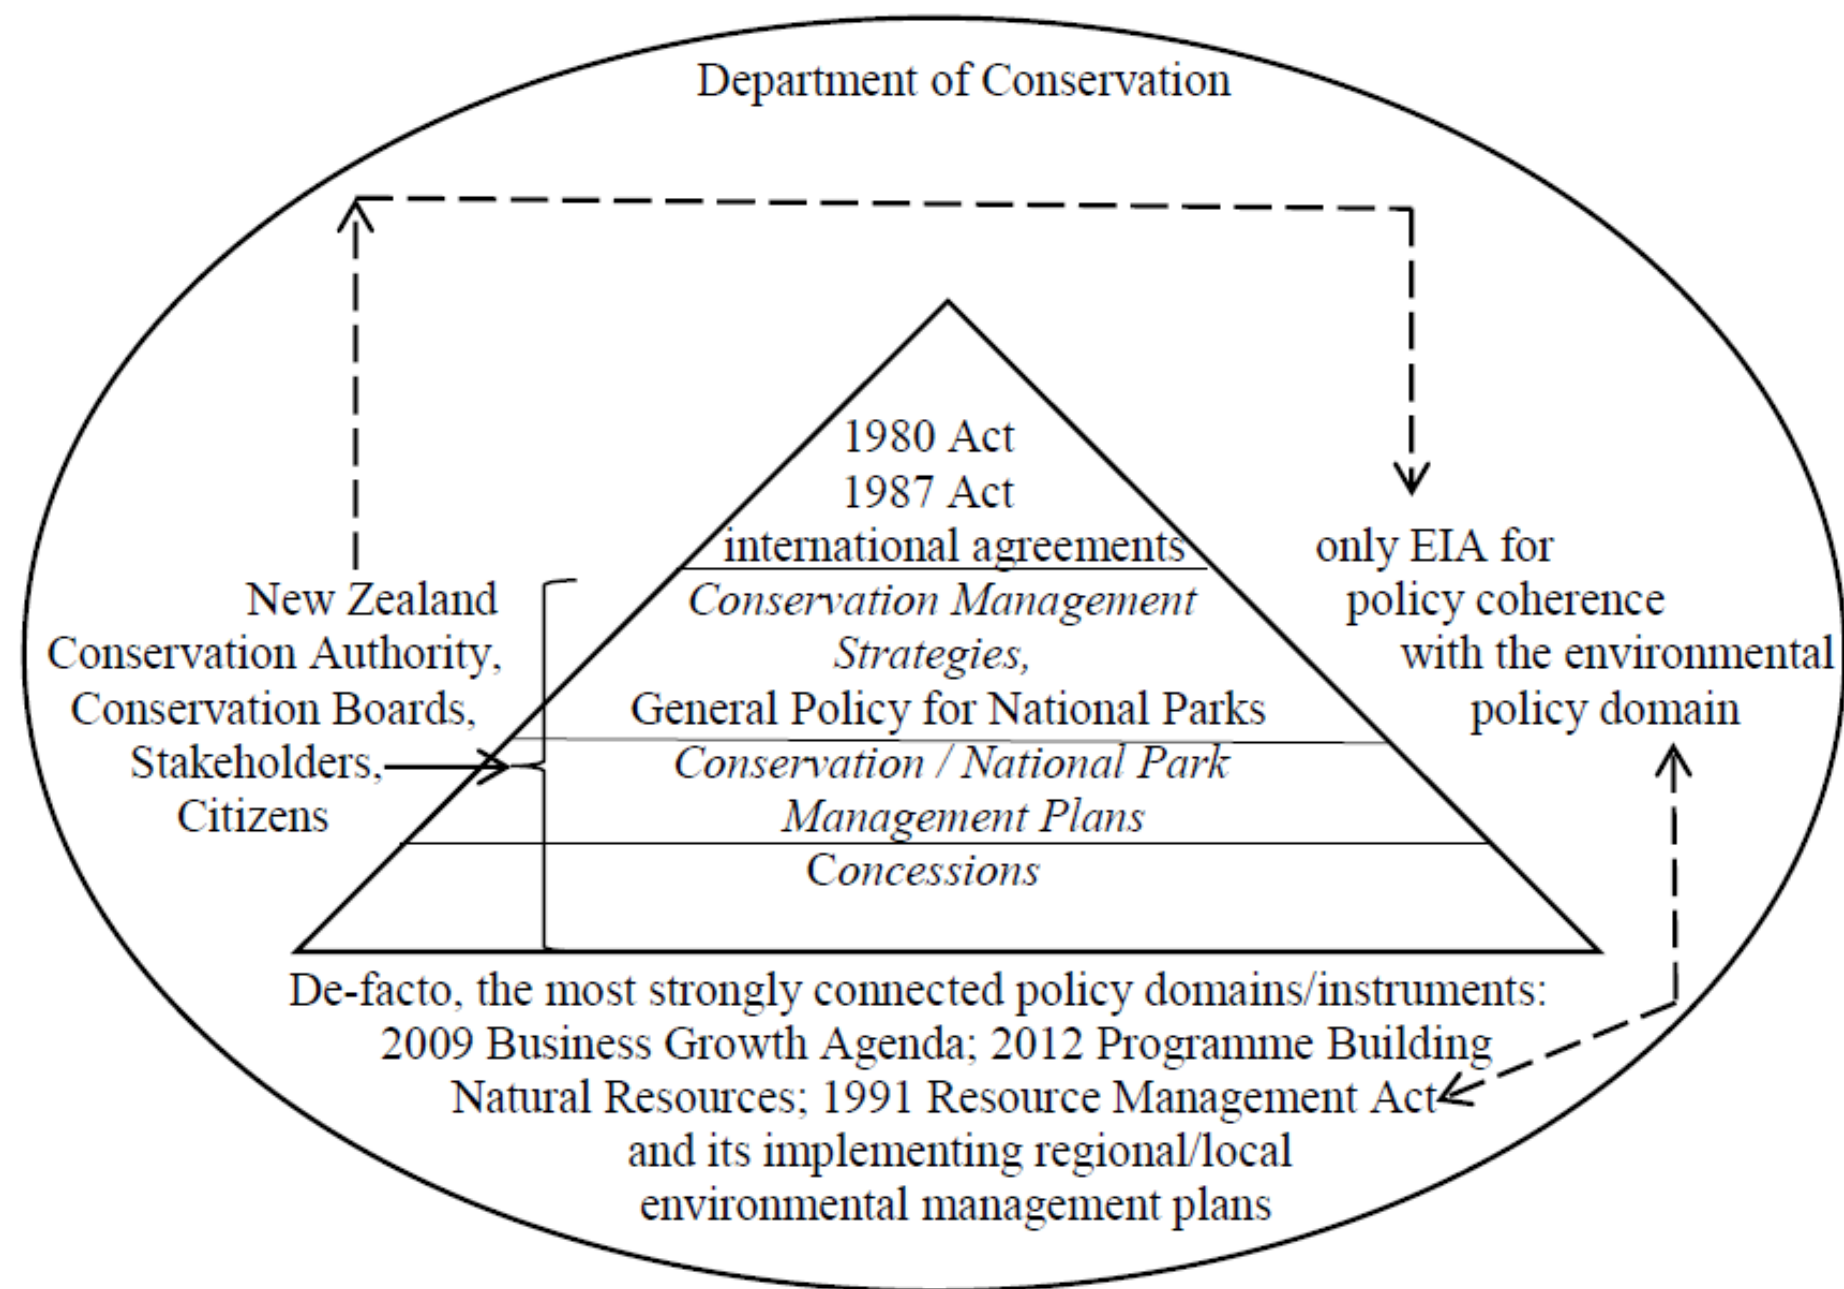 Department of Conservation
1980 Act
1987 Act
international agreements
Conservation Management
Strategies,
General Policy for National Parks
Conservation / National Park
Management Plans
Concessions
New Zealand
Conservation Authority,
Conservation Boards,
Stakeholders,
Citizens
only EIA for
policy coherence
with the environmental
policy domain
De-facto, the most strongly connected policy domains/instruments:
2009 Business Growth Agenda; 2012 Programme Building
Natural Resources; 1991 Resource Management Act
and its implementing regional/local
environmental management plans